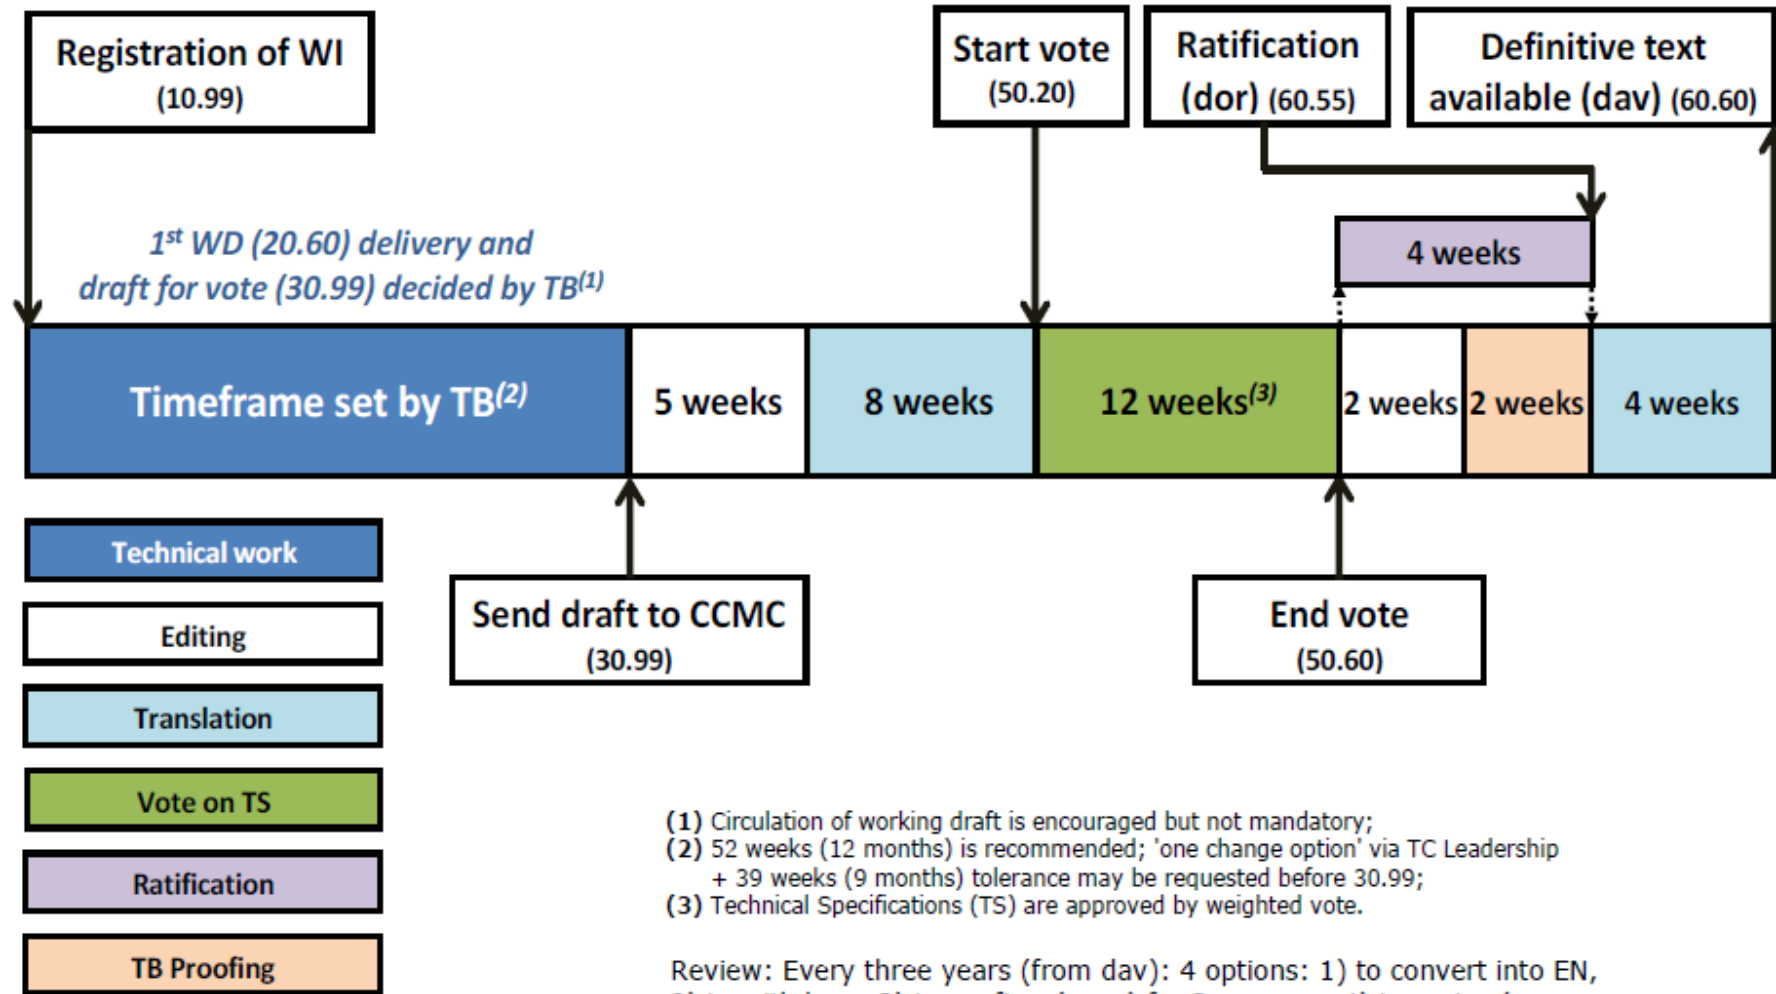 Registration of WI
(10.99)
Start vote
(50.20)
Ratification
(dor) (60.55)
Definitive text
available (dav) (60.60)
1st WD (20.60) delivery and
draft for vote (30.99) decided by TB(1)
4 weeks
Timeframe set by TB(2)
5 weeks
8 weeks
12 weeks(3)
2 weeks
2 weeks
4 weeks
Technical work
Editing
Translation
Vote on TS
Ratification
TB Proofing
Send draft to CCMC
(30.99)
End vote
(50.60)
(1) Circulation of working draft is encouraged but not mandatory;
(2) 52 weeks (12 months) is recommended; 'one change option' via TC Leadership
+ 39 weeks (9 months) tolerance may be requested before 30.99;
(3) Technical Specifications (TS) are approved by weighted vote.
Review: Every three years (from dav): 4 options: 1) to convert into EN,